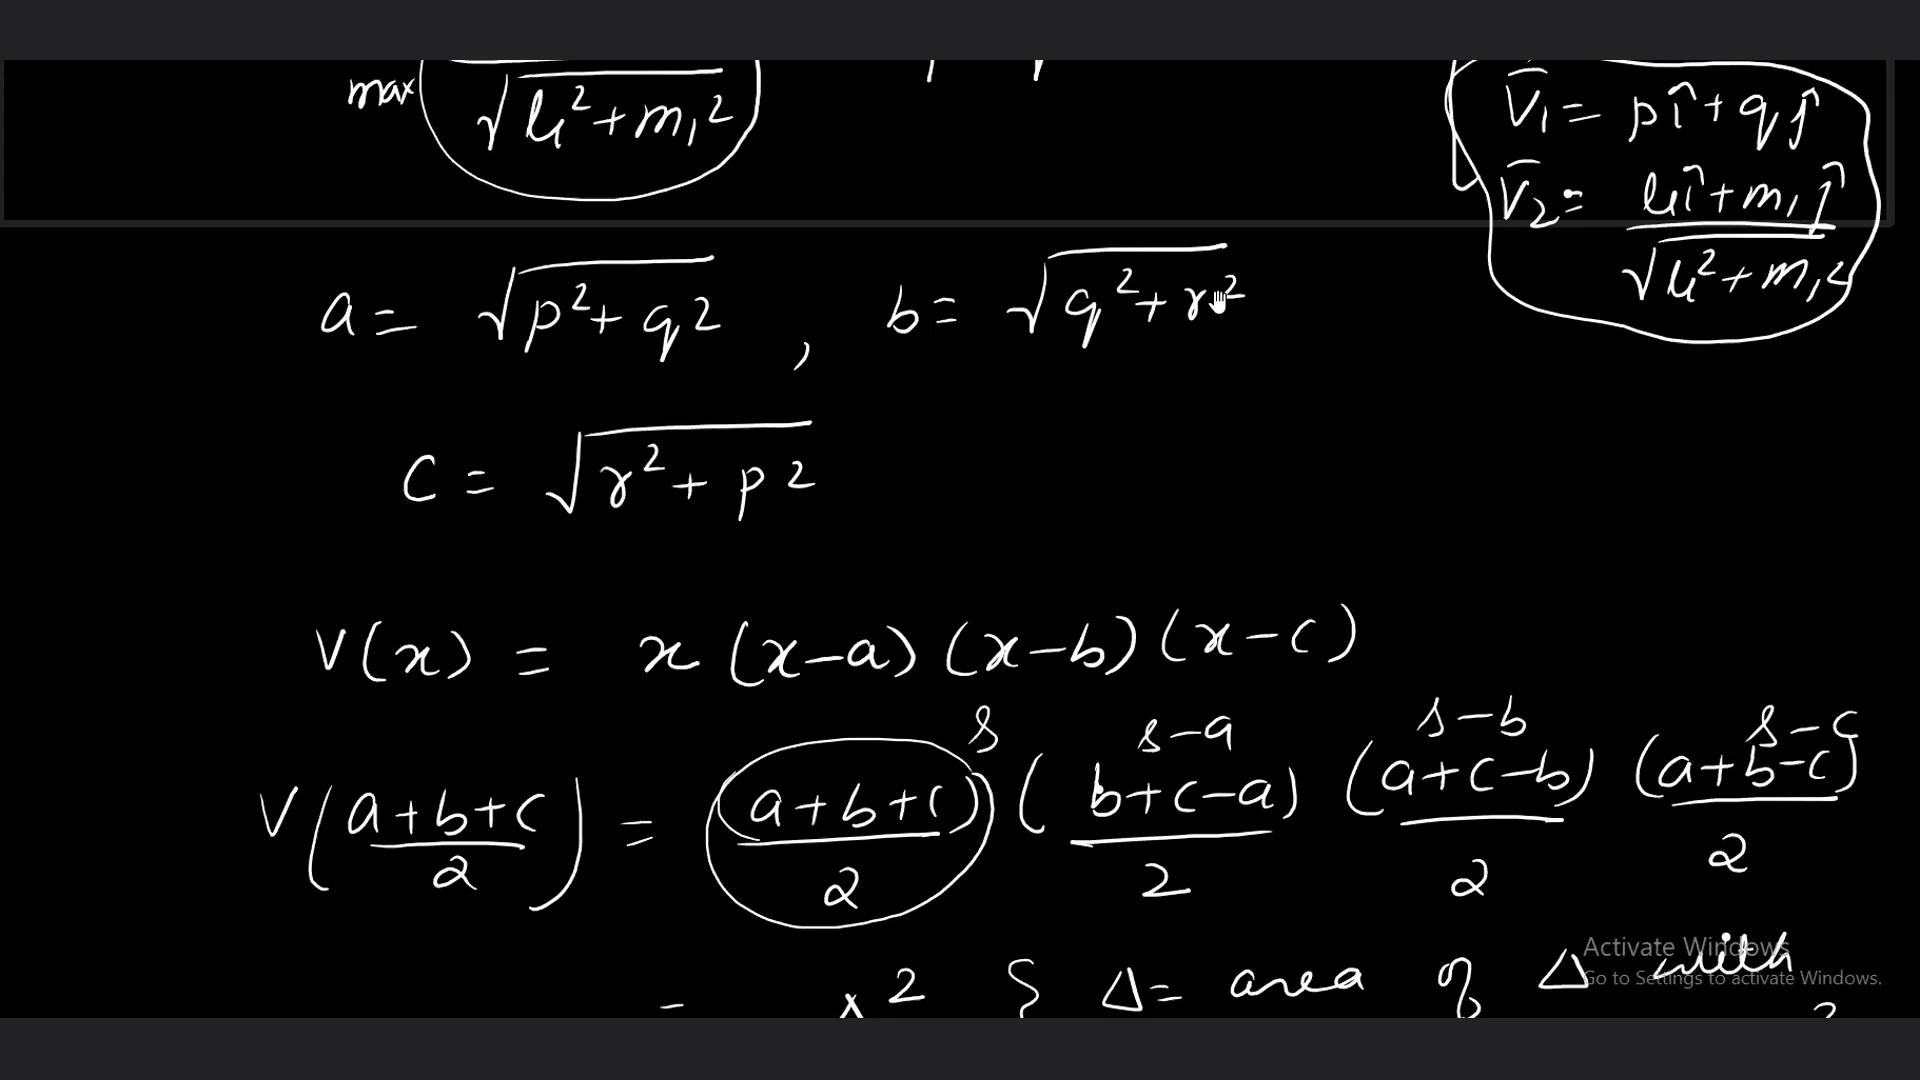 max √(l₁²+m₁²)
V̄₁ = pî + qĵ
V̄₂ = (l₁î + m₁ĵ)/√(l₁²+m₁²)
a = √(p²+q²) , b = √(q²+r²)
c = √(r²+p²)
V(x) = x(x-a)(x-b)(x-c)
s s-a s-b s-c
V((a+b+c)/2) = ((a+b+c)/2) ((b+c-a)/2) ((a+c-b)/2) ((a+b-c)/2)
Δ= area of Δ with
Activate Windows
Go to Settings to activate Windows.